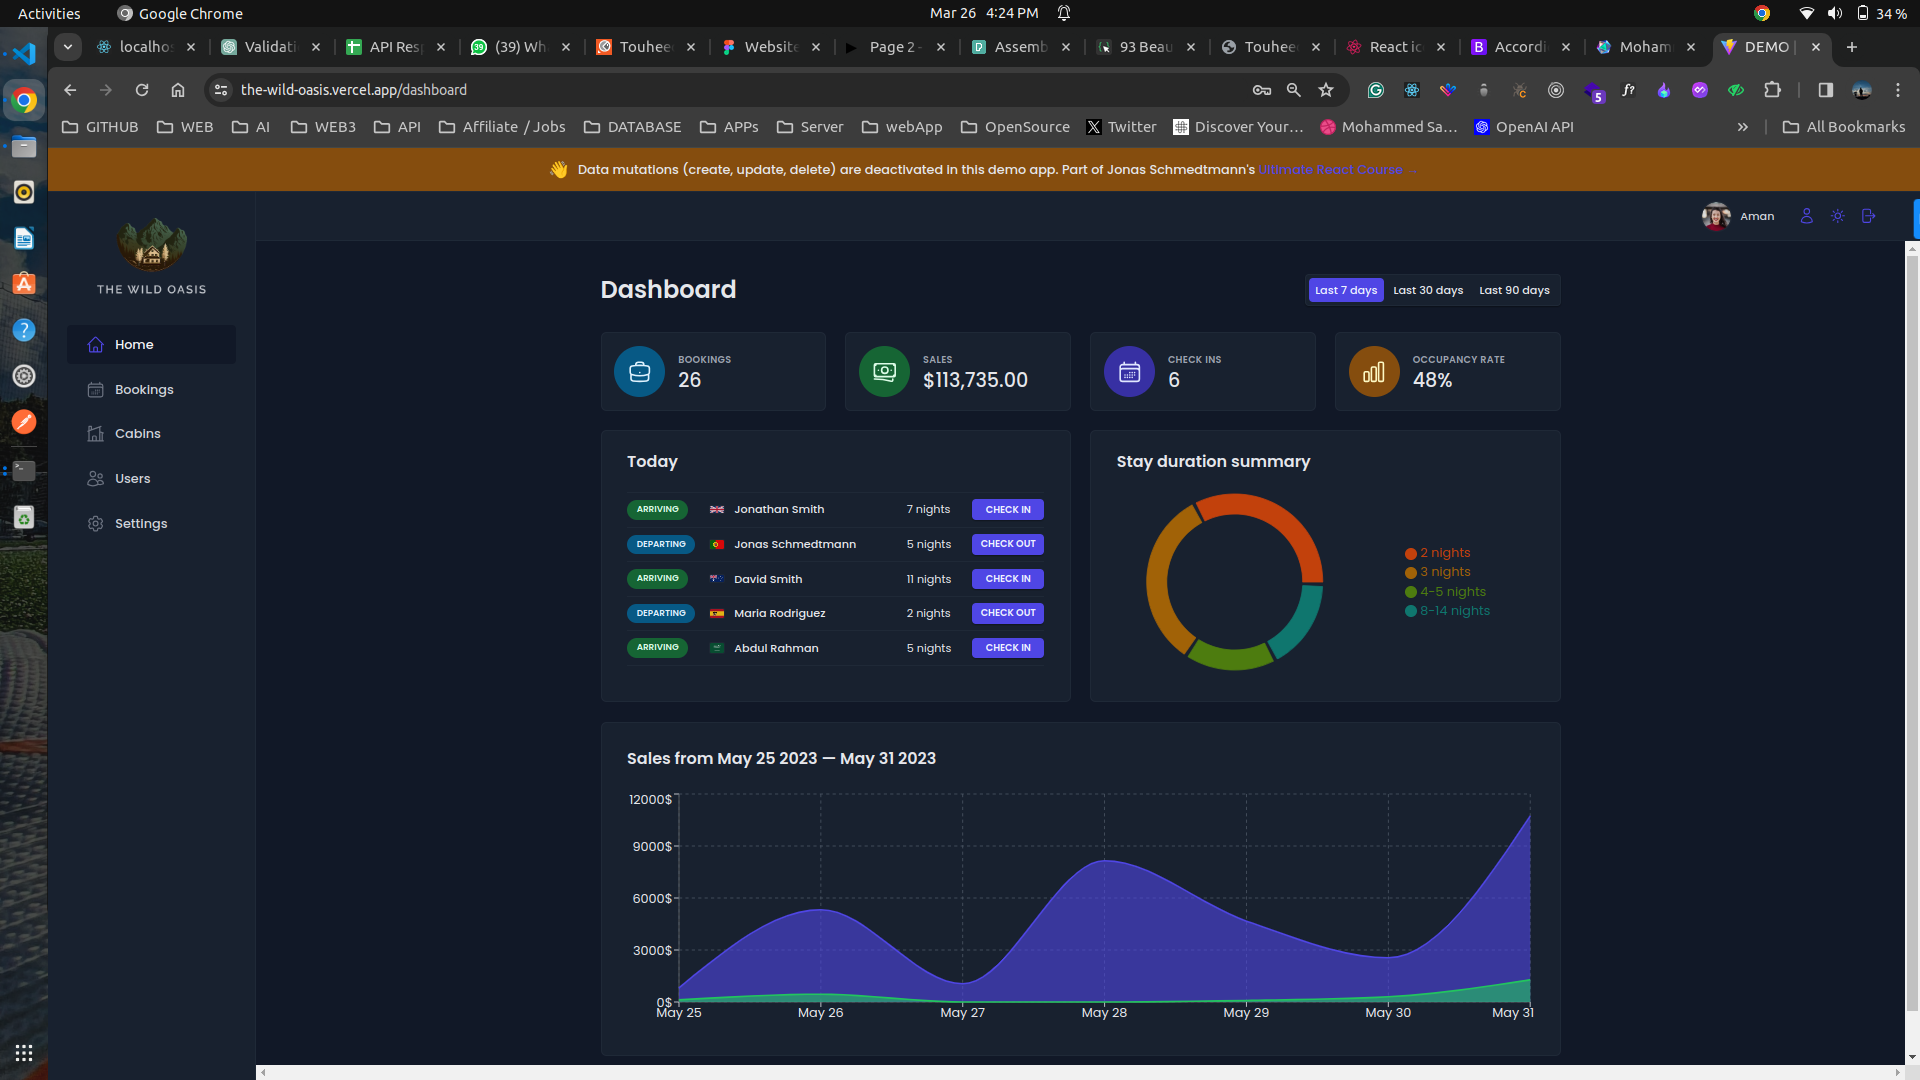 Activities
Google Chrome
Mar 26 4:24 PM
34 %
localhos
Validati
API Resp
(39) Wh
Touhee
Website
Page 2 -
Assemb
93 Beau
Touhee
React ic
Accordi
Moham
DEMO |
the-wild-oasis.vercel.app/dashboard
5
GITHUB
WEB
AI
WEB3
API
Affiliate / Jobs
DATABASE
APPs
Server
webApp
OpenSource
Twitter
Discover Your...
Mohammed Sa...
OpenAI API
All Bookmarks
👋 Data mutations (create, update, delete) are deactivated in this demo app. Part of Jonas Schmedtmann's Ultimate React Course
THE WILD OASIS
Aman
Home
Bookings
Cabins
Users
Settings
Dashboard
Last 7 days
Last 30 days
Last 90 days
BOOKINGS
26
SALES
$113,735.00
CHECK INS
6
OCCUPANCY RATE
48%
Today
ARRIVING Jonathan Smith 7 nights CHECK IN
DEPARTING Jonas Schmedtmann 5 nights CHECK OUT
ARRIVING David Smith 11 nights CHECK IN
DEPARTING Maria Rodriguez 2 nights CHECK OUT
ARRIVING Abdul Rahman 5 nights CHECK IN
Stay duration summary
2 nights
3 nights
4-5 nights
8-14 nights
Sales from May 25 2023 — May 31 2023
12000$
9000$
6000$
3000$
0$
May 25
May 26
May 27
May 28
May 29
May 30
May 31